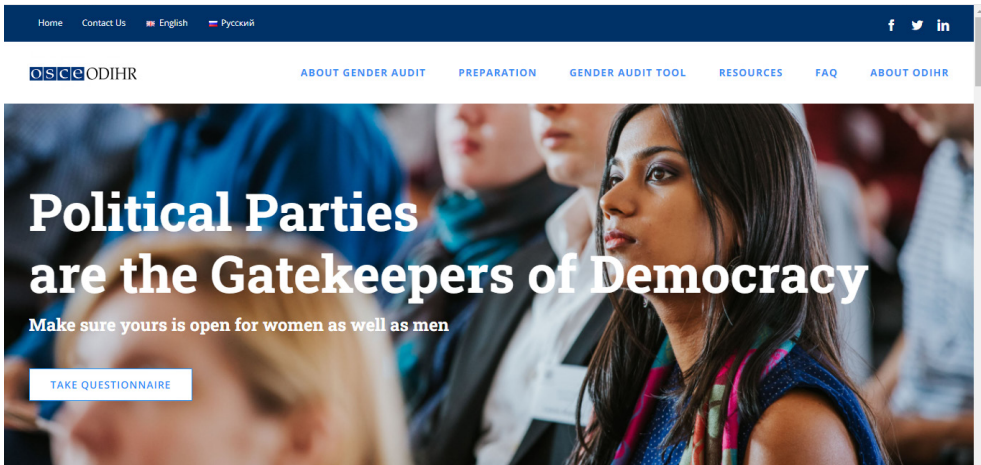 Home Contact Us English Русский
OSCE ODIHR
ABOUT GENDER AUDIT PREPARATION GENDER AUDIT TOOL RESOURCES FAQ ABOUT ODIHR
Political Parties
are the Gatekeepers of Democracy
Make sure yours is open for women as well as men
TAKE QUESTIONNAIRE